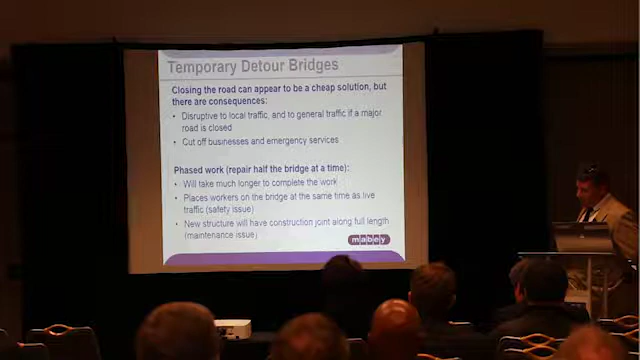 Temporary Detour Bridges
Closing the road can appear to be a cheap solution, but
there are consequences:
• Disruptive to local traffic, and to general traffic if a major
road is closed
• Cut off businesses and emergency services
Phased work (repair half the bridge at a time):
• Will take much longer to complete the work
• Places workers on the bridge at the same time as live
traffic (safety issue)
• New structure will have construction joint along full length
(maintenance issue)
mabey